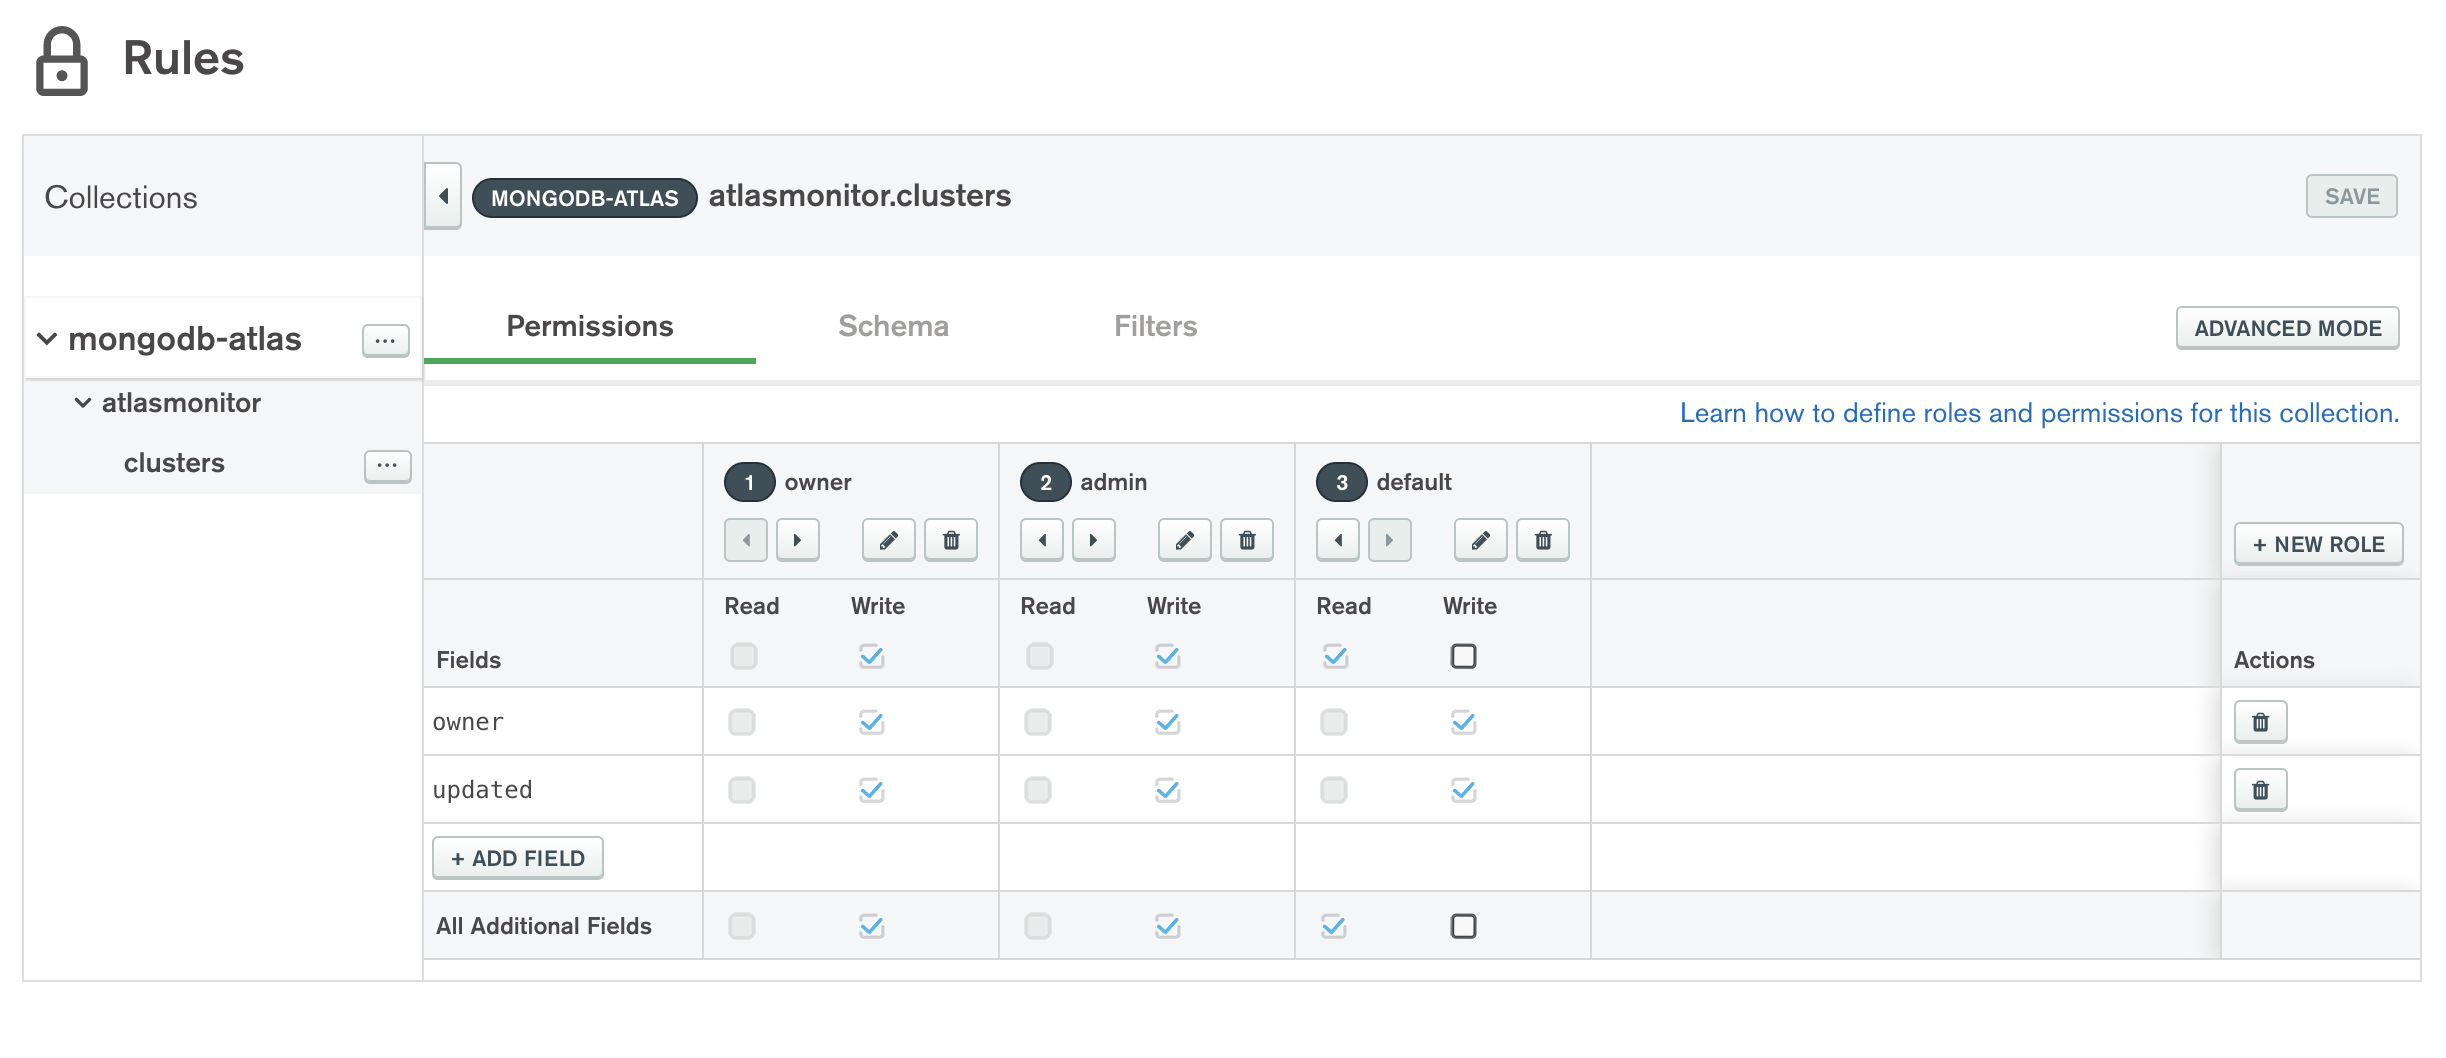 Rules
Collections
MONGODB-ATLAS atlasmonitor.clusters
SAVE
mongodb-atlas
...
atlasmonitor
clusters
...
Permissions Schema Filters
ADVANCED MODE
Learn how to define roles and permissions for this collection.
1 owner 2 admin 3 default
+ NEW ROLE
Read Write Read Write Read Write
Fields Actions
owner
updated
+ ADD FIELD
All Additional Fields